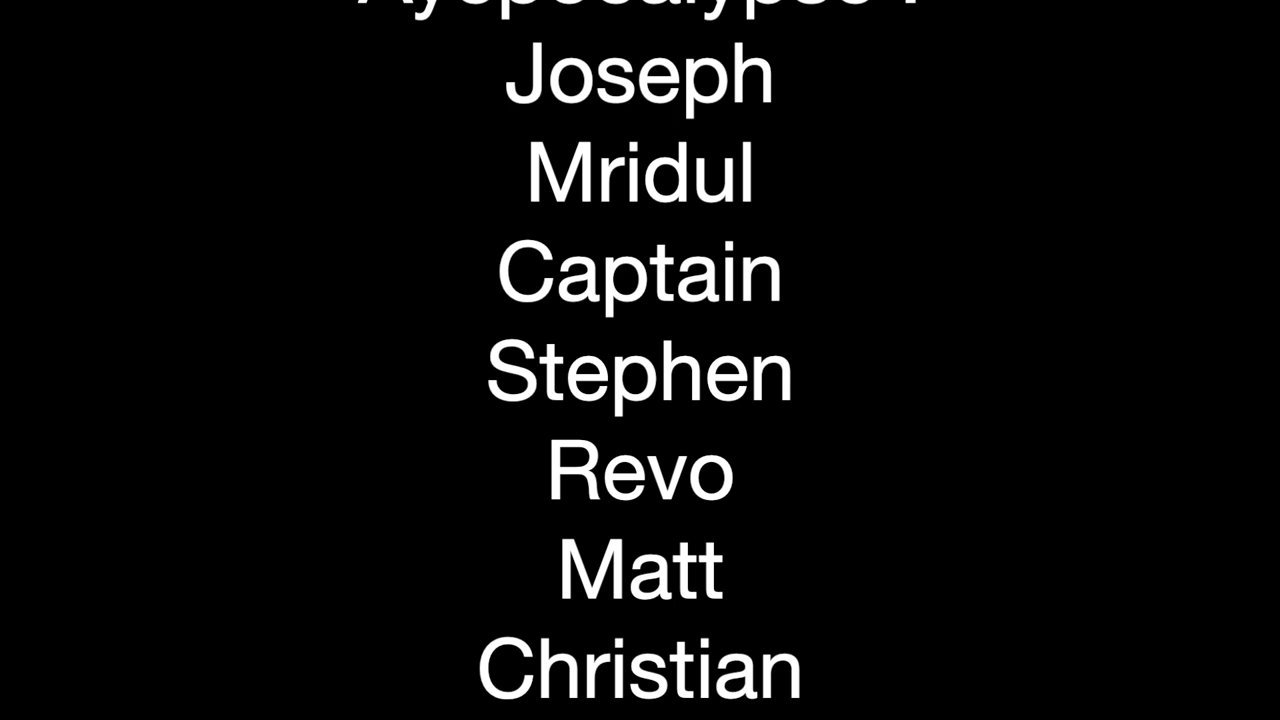 Joseph
Mridul
Captain
Stephen
Revo
Matt
Christian